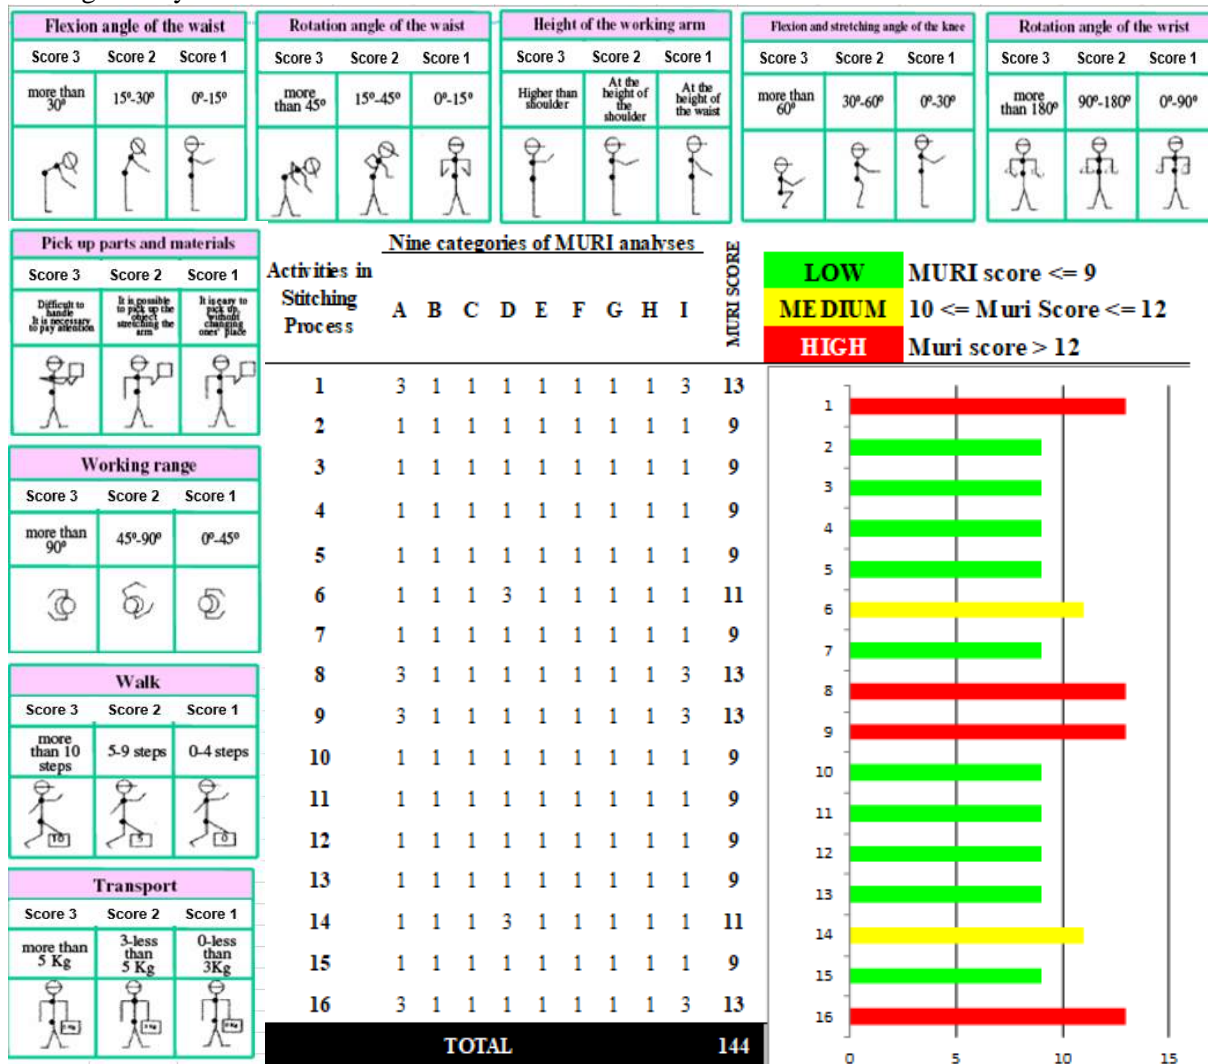 Flexion angle of the waist
Score 3 Score 2 Score 1
more than 30º 15º-30º 0º-15º
Rotation angle of the waist
Score 3 Score 2 Score 1
more than 45º 15º-45º 0º-15º
Height of the working arm
Score 3 Score 2 Score 1
Higher than shoulder At the height of the shoulder At the height of the waist
Flexion and stretching angle of the knee
Score 3 Score 2 Score 1
more than 60º 30º-60º 0º-30º
Rotation angle of the wrist
Score 3 Score 2 Score 1
more than 180º 90º-180º 0º-90º
Pick up parts and materials
Score 3 Score 2 Score 1
Difficult to handle It is necessary to pay attention It is possible to pick up the object stretching the arm It is easy to pick up, without changing ones' place
Working range
Score 3 Score 2 Score 1
more than 90º 45º-90º 0º-45º
Walk
Score 3 Score 2 Score 1
more than 10 steps 5-9 steps 0-4 steps
10 5 0
Transport
Score 3 Score 2 Score 1
more than 5 Kg 3-less than 5 Kg 0-less than 3Kg
Nine categories of MURI analyses
Activities in Stitching Process A B C D E F G H I MURI SCORE
1 3 1 1 1 1 1 1 1 3 13
2 1 1 1 1 1 1 1 1 1 9
3 1 1 1 1 1 1 1 1 1 9
4 1 1 1 1 1 1 1 1 1 9
5 1 1 1 1 1 1 1 1 1 9
6 1 1 1 3 1 1 1 1 1 11
7 1 1 1 1 1 1 1 1 1 9
8 3 1 1 1 1 1 1 1 3 13
9 3 1 1 1 1 1 1 1 3 13
10 1 1 1 1 1 1 1 1 1 9
11 1 1 1 1 1 1 1 1 1 9
12 1 1 1 1 1 1 1 1 1 9
13 1 1 1 1 1 1 1 1 1 9
14 1 1 1 3 1 1 1 1 1 11
15 1 1 1 1 1 1 1 1 1 9
16 3 1 1 1 1 1 1 1 3 13
TOTAL 144
LOW MURI score <= 9
MEDIUM 10 <= Muri Score <= 12
HIGH Muri score > 12
1
2
3
4
5
6
7
8
9
10
11
12
13
14
15
16
0 5 10 15